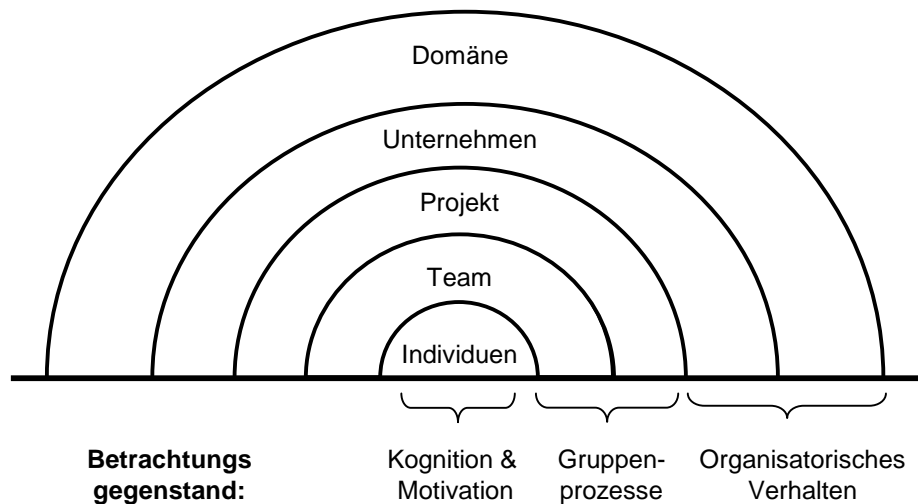 Domäne
Unternehmen
Projekt
Team
Individuen
Betrachtungs
gegenstand:
Kognition &
Motivation
Gruppen-
prozesse
Organisatorisches
Verhalten